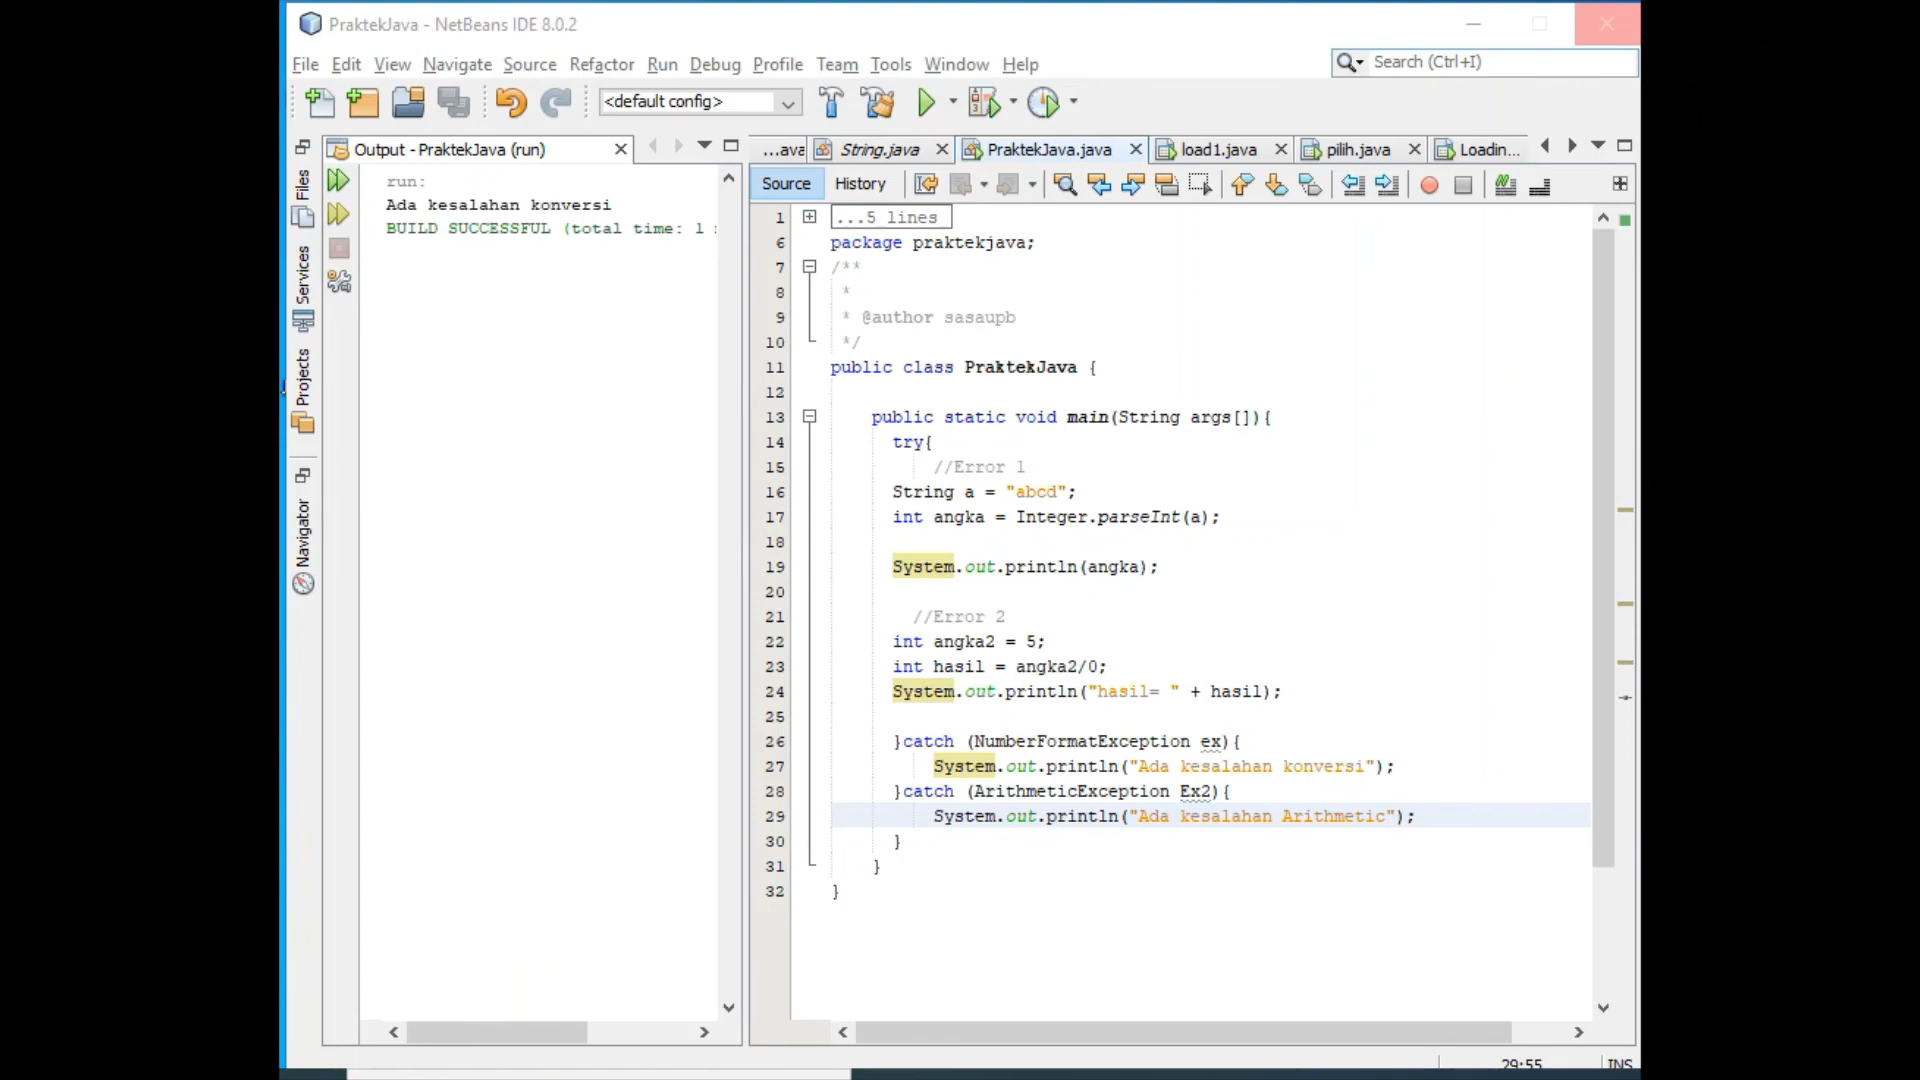 PraktekJava - NetBeans IDE 8.0.2
File Edit View Navigate Source Refactor Run Debug Profile Team Tools Window Help
Search (Ctrl+I)
<default config>
Files
Services
Projects
Navigator
Output - PraktekJava (run)
run:
Ada kesalahan konversi
BUILD SUCCESSFUL (total time: 1
...ava String.java PraktekJava.java load1.java pilih.java Loadin...
Source History
1 ...5 lines
6 package praktekjava;
7 /**
8 *
9 * @author sasaupb
10 */
11 public class PraktekJava {
12
13 public static void main(String args[]){
14 try{
15 //Error 1
16 String a = "abcd";
17 int angka = Integer.parseInt(a);
18
19 System.out.println(angka);
20
21 //Error 2
22 int angka2 = 5;
23 int hasil = angka2/0;
24 System.out.println("hasil= " + hasil);
25
26 }catch (NumberFormatException ex){
27 System.out.println("Ada kesalahan konversi");
28 }catch (ArithmeticException Ex2){
29 System.out.println("Ada kesalahan Arithmetic");
30 }
31 }
32 }
29:55 INS